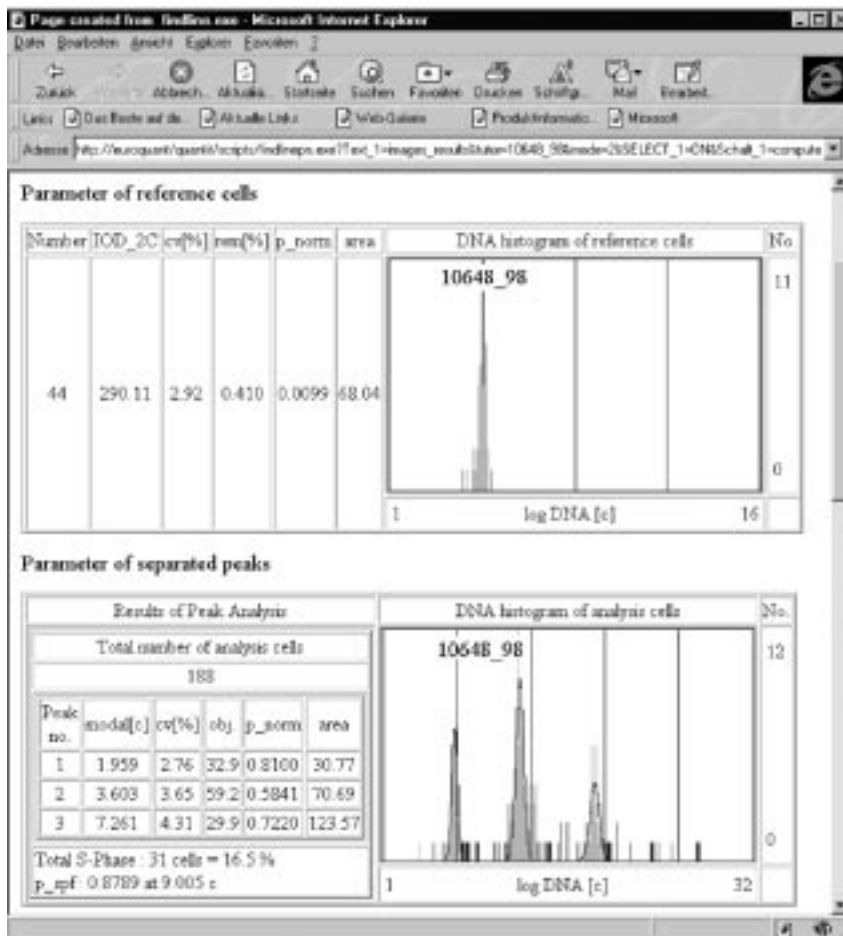 Page created from findlinn.exe - Microsoft Internet Explorer
Datei Bearbeiten Ansicht Explorer Favoriten ?
Zurück Abbrech... Aktualis... Startseite Suchen Favoriten Drucken Schriftgr... Mail Bearbeit...
Links Das Beste auf de... Aktuelle Links Web-Galerie Produktinformatio... Microsoft
Adresse
Parameter of reference cells
Number IOD_2C cv[%] rem[%] p_norm area DNA histogram of reference cells No
10648_98
11
44 290.11 2.92 0.410 0.0099 68.04
0
1 log DNA [c] 16
Parameter of separated peaks
Results of Peak Analysis DNA histogram of analysis cells No.
Total number of analysis cells
10648_98
12
188
Peak no. modal[c] cv[%] obj. p_norm area
1 1.959 2.76 32.9 0.8100 30.77
2 3.603 3.65 59.2 0.5841 70.69
3 7.261 4.31 29.9 0.7220 123.57
0
Total S-Phase : 31 cells = 16.5 %
p_rpf : 0.8789 at 9.005 c
1 log DNA [c] 32